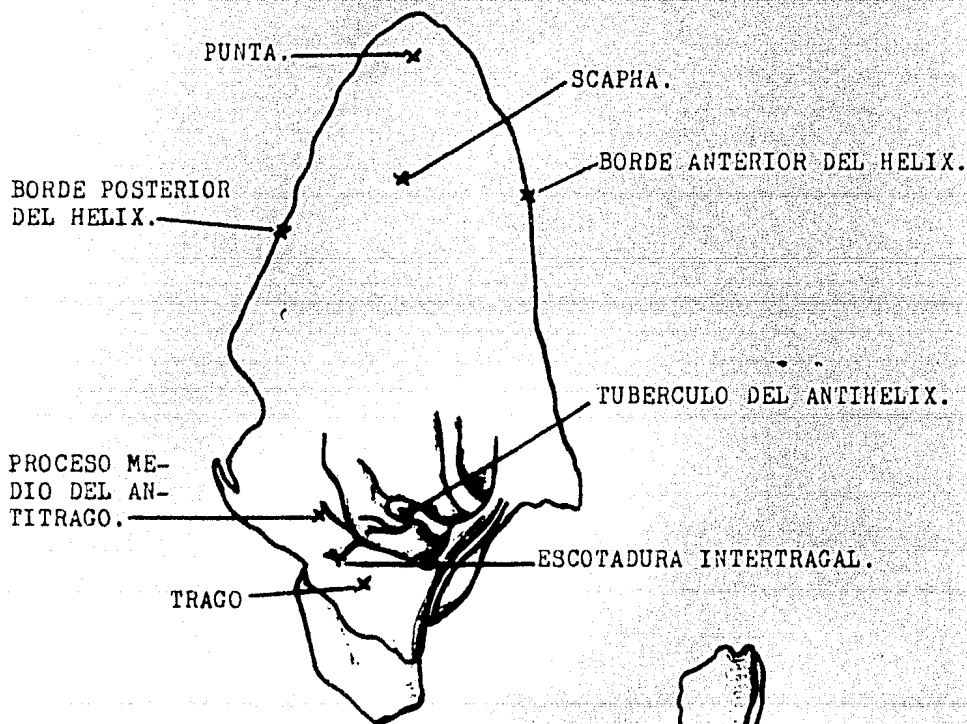 PUNTA.
SCAPHA.
BORDE ANTERIOR DEL HELIX.
BORDE POSTERIOR
DEL HELIX.
TUBERCULO DEL ANTIHELIX.
PROCESO ME-
DIO DEL AN-
TITRAGO.
ESCOTADURA INTERTRAGAL.
TRAGO